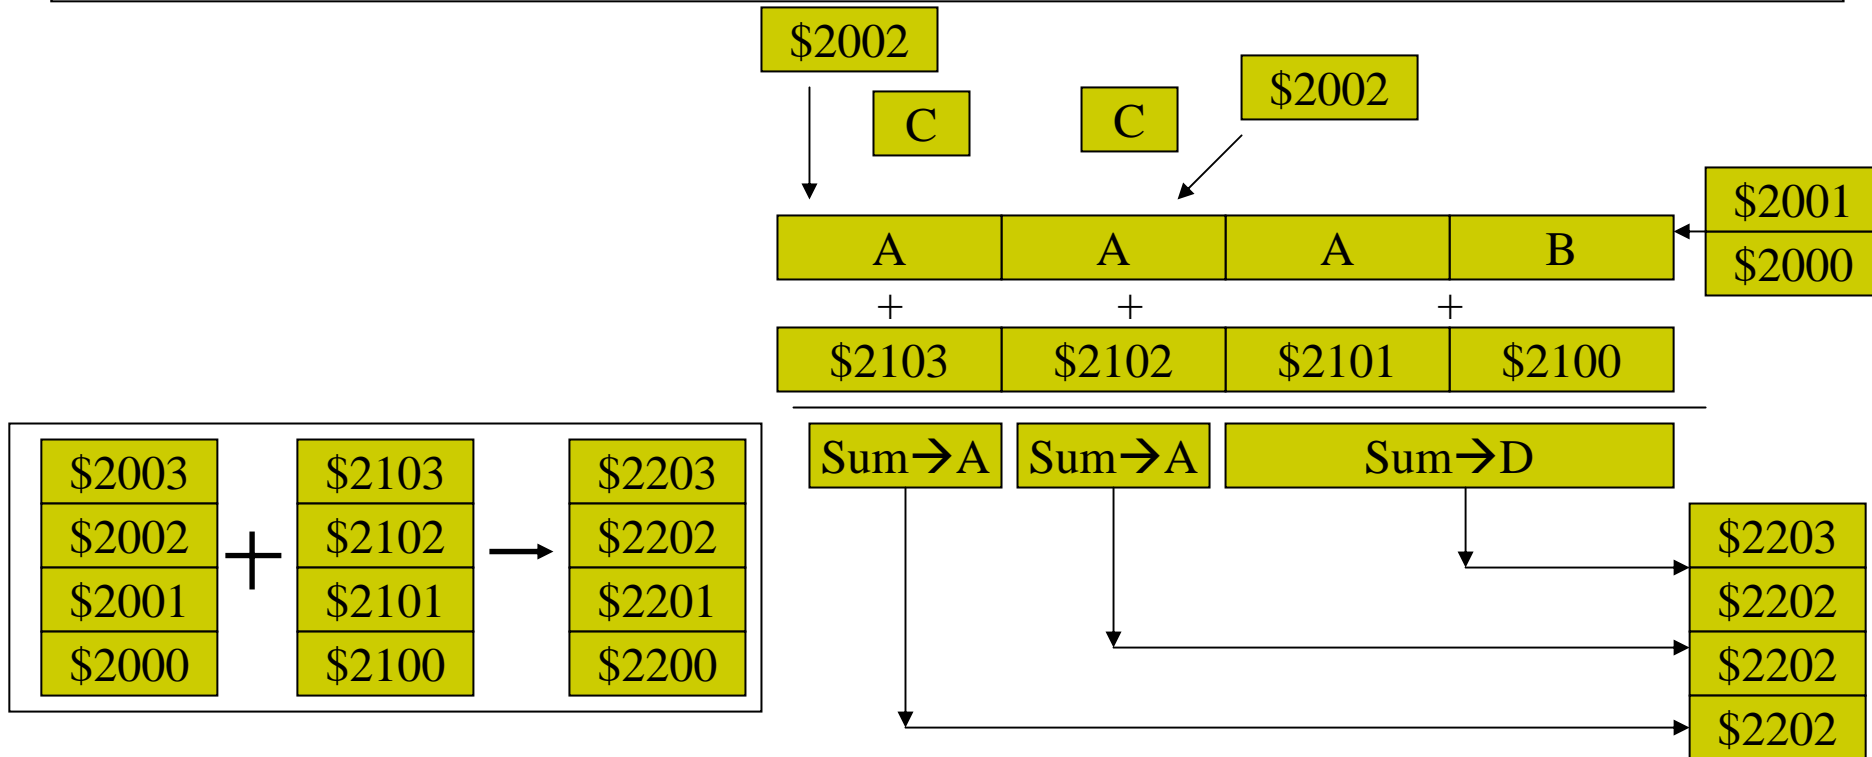 $2002
C
C
$2002
$2001
$2000
A A A B
+ + +
$2103 $2102 $2101 $2100
Sum→A Sum→A Sum→D
$2003 $2103 $2203
$2002 $2102 $2202
+ →
$2001 $2101 $2201
$2000 $2100 $2200
$2203
$2202
$2202
$2202